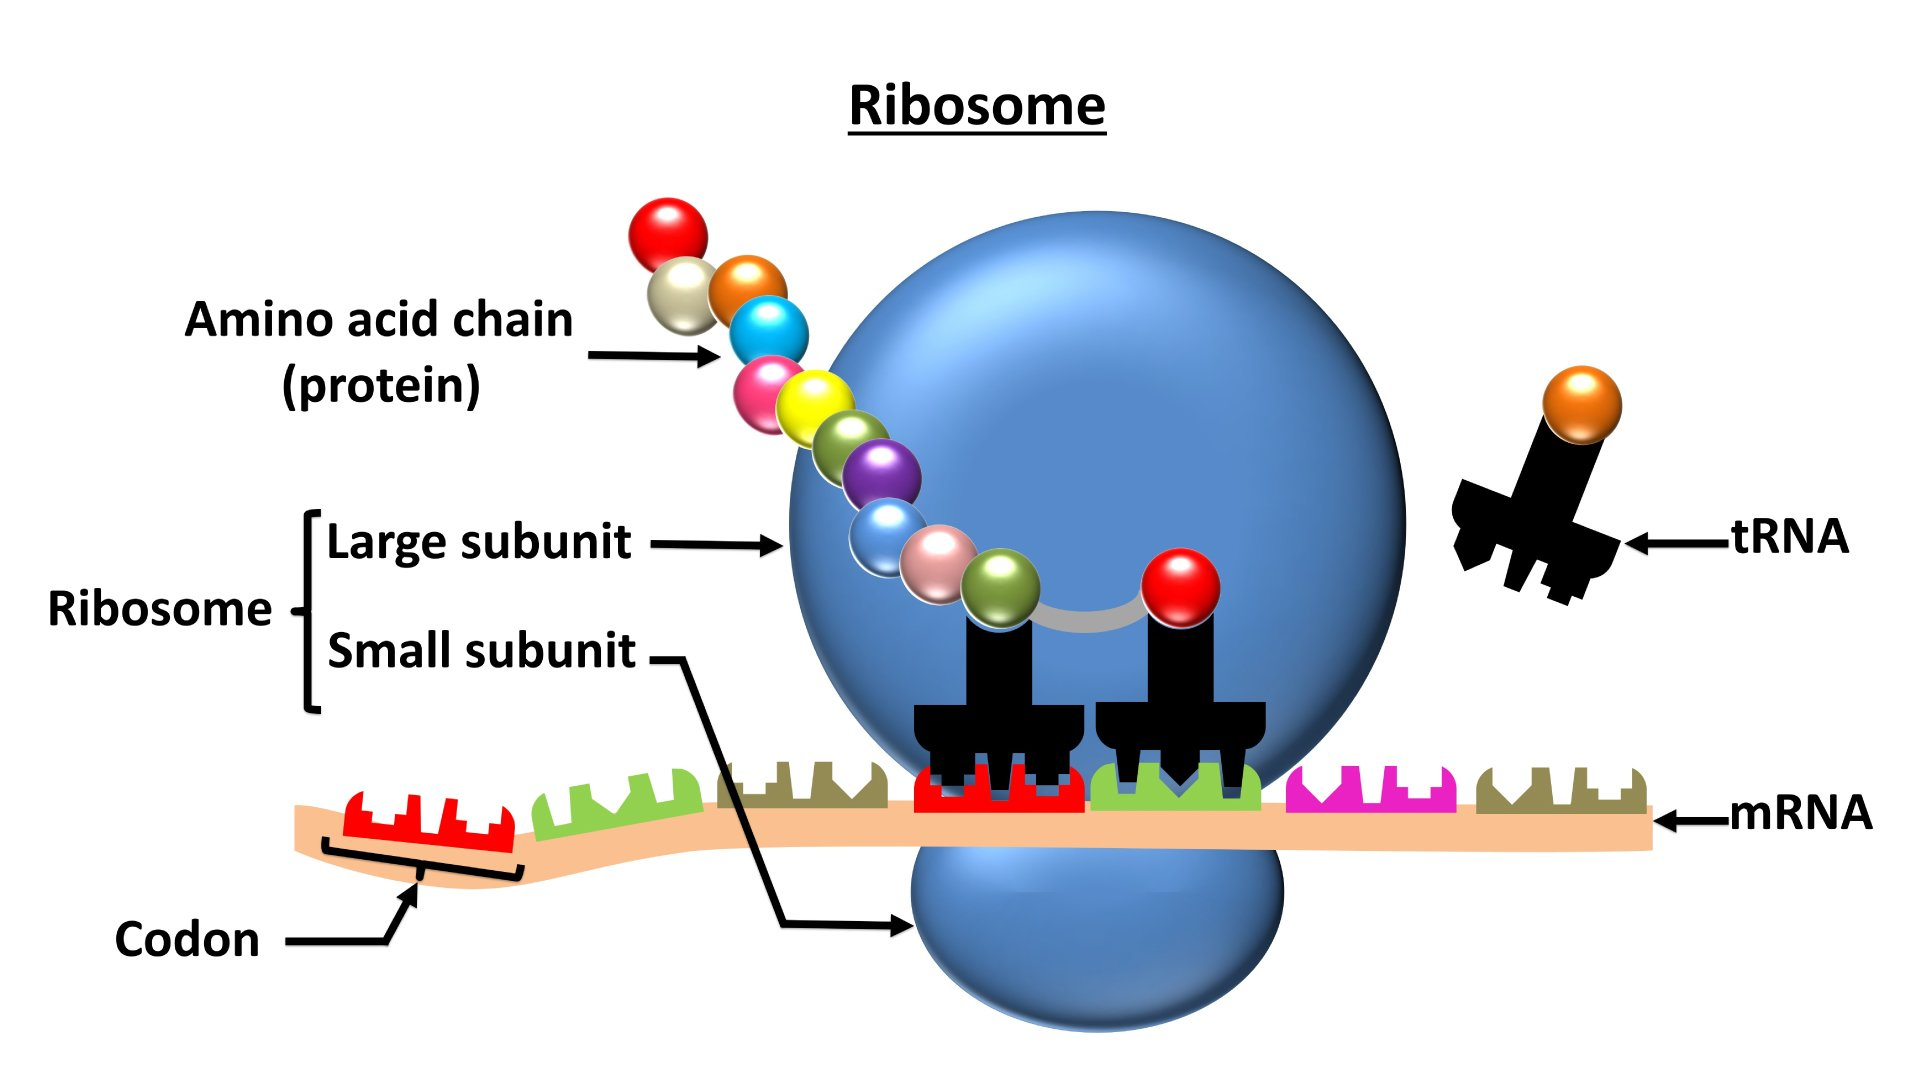 Ribosome
Amino acid chain
(protein)
Large subunit
Ribosome
Small subunit
tRNA
mRNA
Codon